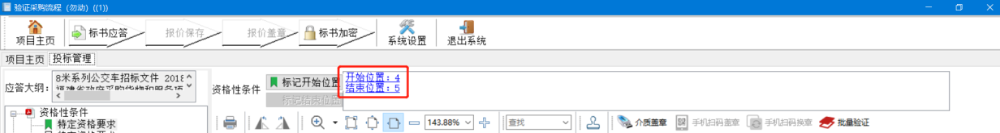 验证采购流程（勿动）((1))
项目主页 标书应答 报价保存 报价盖章 标书加密 系统设置 退出系统
项目主页 投标管理
应答大纲： 8米系列公交车招标文件 2018 资格性条件 标记开始位置 开始位置：4
标记结束位置 结束位置：5
资格性条件
特定资格要求
143.88% 查找 介质盖章 手机扫码盖章 手机扫码换章 批量验证